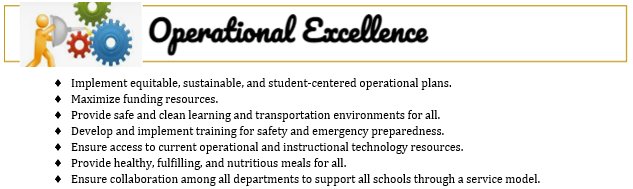 Operational Excellence
♦ Implement equitable, sustainable, and student-centered operational plans.
♦ Maximize funding resources.
♦ Provide safe and clean learning and transportation environments for all.
♦ Develop and implement training for safety and emergency preparedness.
♦ Ensure access to current operational and instructional technology resources.
♦ Provide healthy, fulfilling, and nutritious meals for all.
♦ Ensure collaboration among all departments to support all schools through a service model.